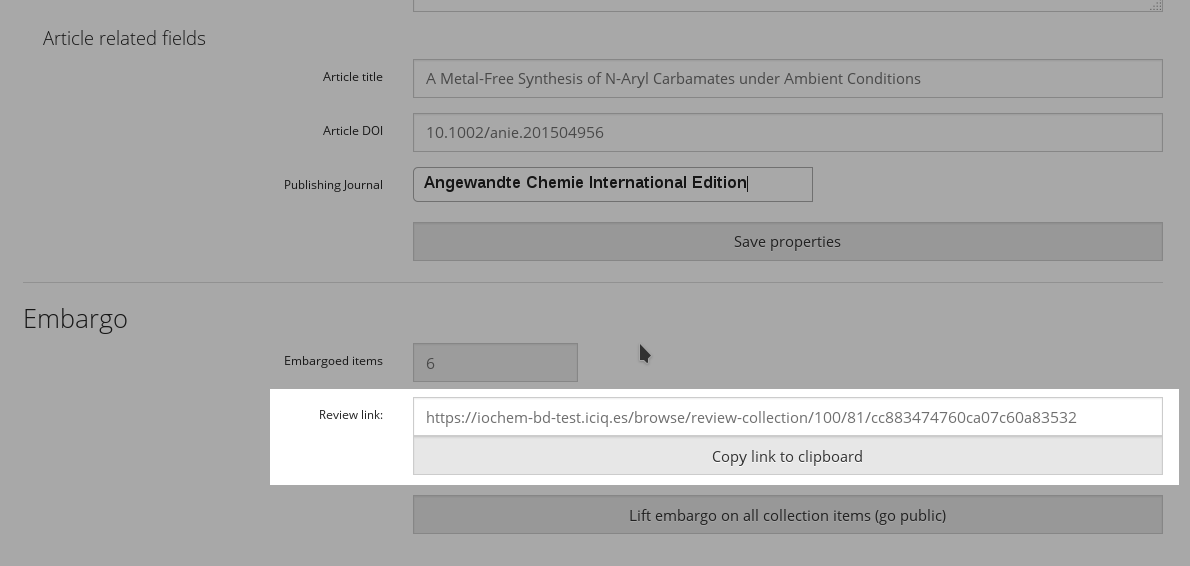 Article related fields
Article title A Metal-Free Synthesis of N-Aryl Carbamates under Ambient Conditions
Article DOI 10.1002/anie.201504956
Publishing Journal Angewandte Chemie International Edition
Save properties
Embargo
Embargoed items 6
Review link: https://iochem-bd-test.iciq.es/browse/review-collection/100/81/cc883474760ca07c60a83532
Copy link to clipboard
Lift embargo on all collection items (go public)